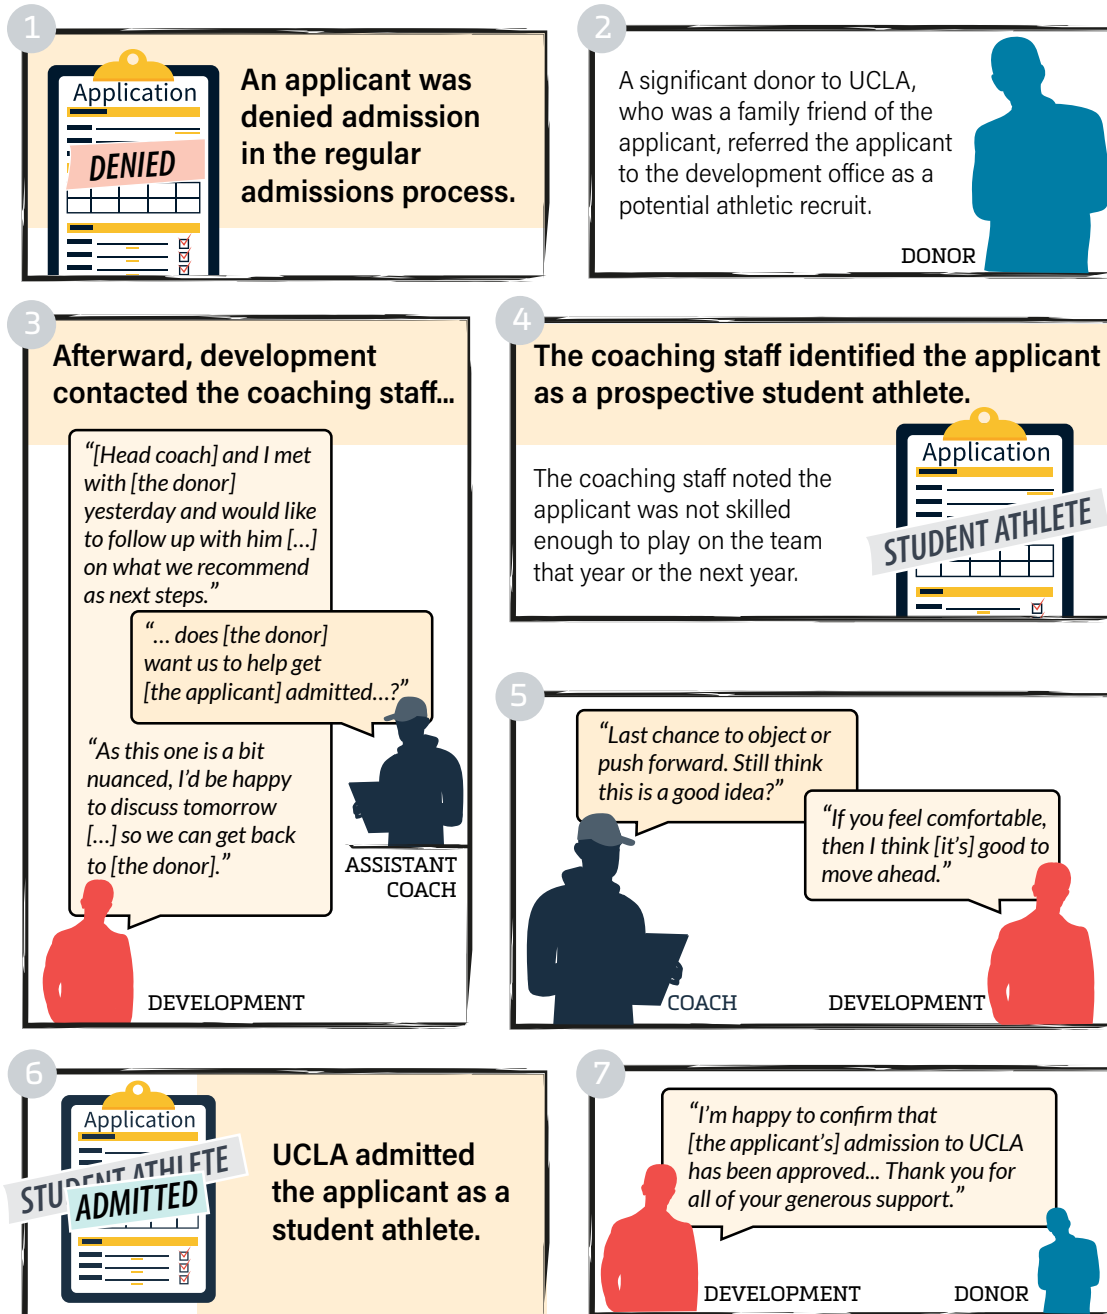 1
Application
DENIED
An applicant was
denied admission
in the regular
admissions process.
2
A significant donor to UCLA,
who was a family friend of the
applicant, referred the applicant
to the development office as a
potential athletic recruit.
DONOR
3
Afterward, development
contacted the coaching staff...
“[Head coach] and I met
with [the donor]
yesterday and would like
to follow up with him [...]
on what we recommend
as next steps.”
“... does [the donor]
want us to help get
[the applicant] admitted...?”
“As this one is a bit
nuanced, I’d be happy
to discuss tomorrow
[...] so we can get back
to [the donor].”
ASSISTANT
COACH
DEVELOPMENT
4
The coaching staff identified the applicant
as a prospective student athlete.
The coaching staff noted the
applicant was not skilled
enough to play on the team
that year or the next year.
Application
STUDENT ATHLETE
5
“Last chance to object or
push forward. Still think
this is a good idea?”
“If you feel comfortable,
then I think [it’s] good to
move ahead.”
COACH
DEVELOPMENT
6
Application
STUDENT ATHLETE
ADMITTED
UCLA admitted
the applicant as a
student athlete.
7
“I’m happy to confirm that
[the applicant’s] admission to UCLA
has been approved... Thank you for
all of your generous support.”
DEVELOPMENT
DONOR